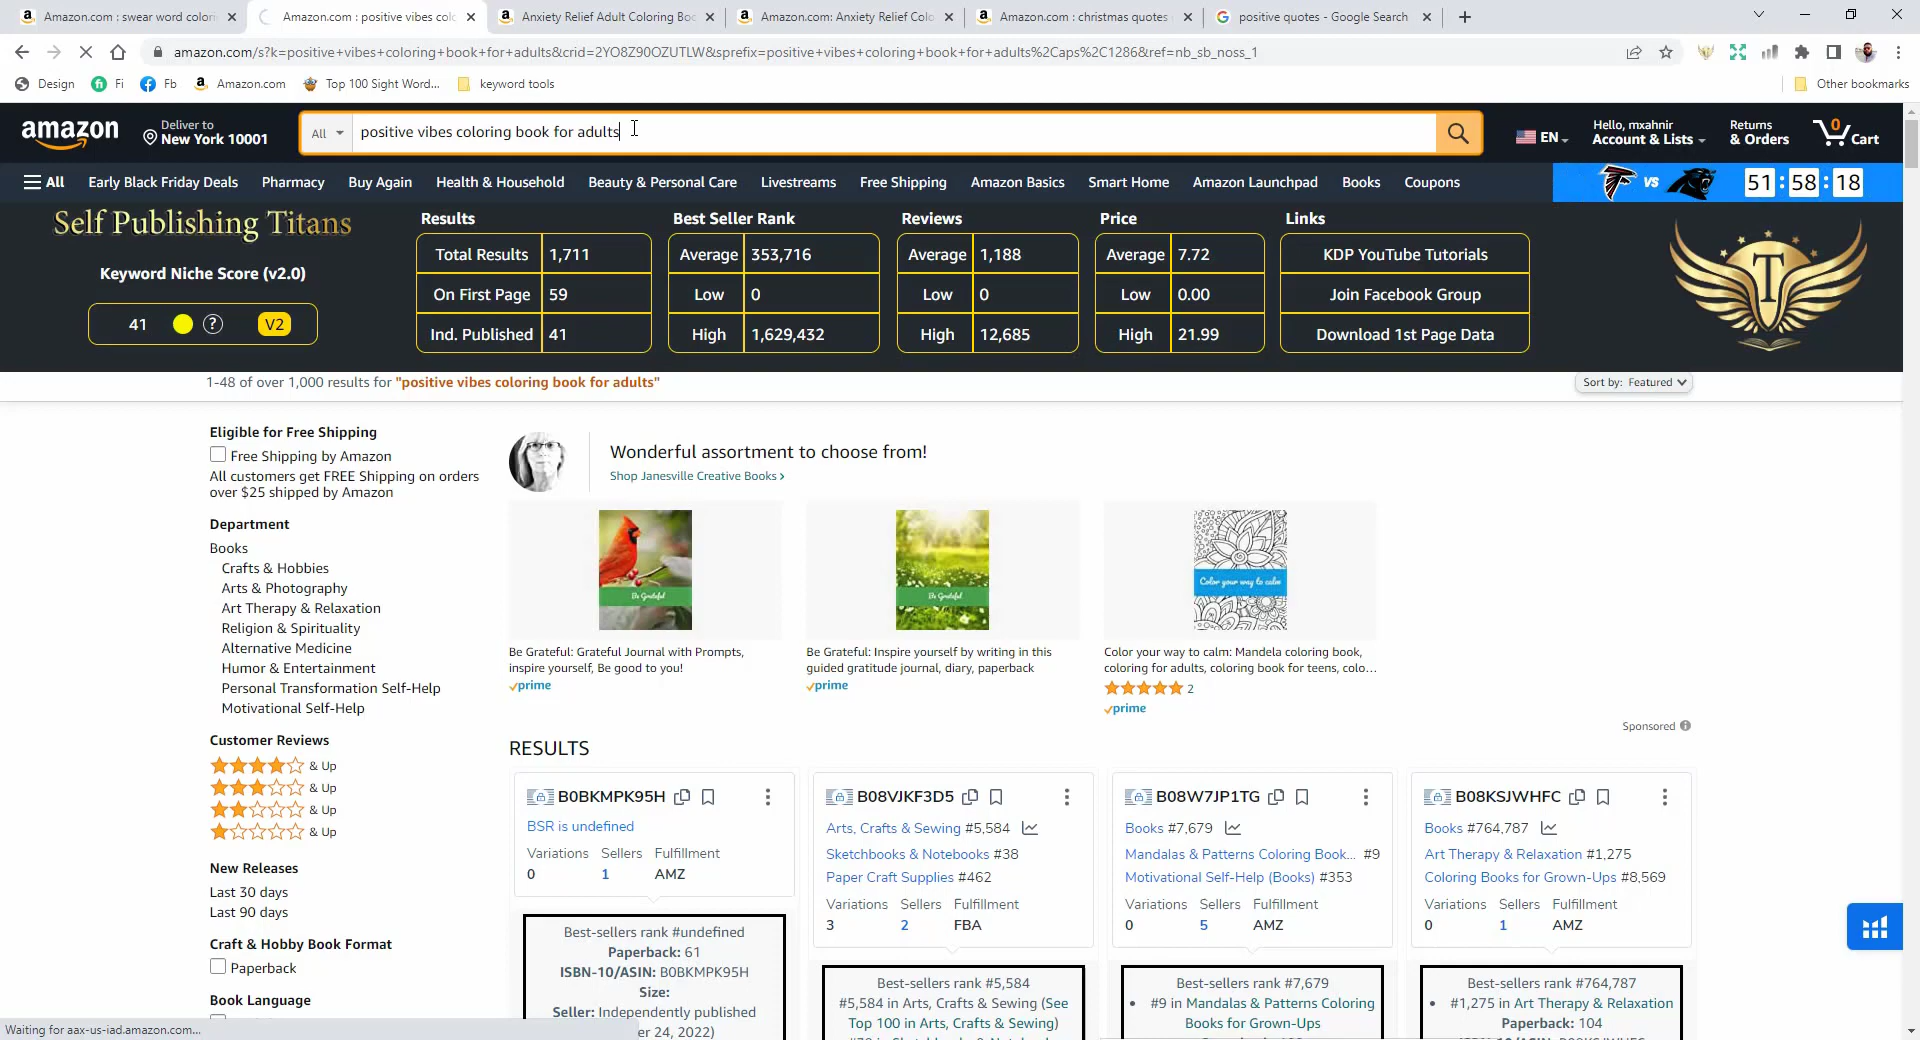 Amazon.com : swear word colorin
Amazon.com : positive vibes colo
Anxiety Relief Adult Coloring Boo
Amazon.com: Anxiety Relief Colo
Amazon.com : christmas quotes
positive quotes - Google Search
amazon.com/s?k=positive+vibes+coloring+book+for+adults&crid=2YO8Z90OZUTLW&sprefix=positive+vibes+coloring+book+for+adults%2Caps%2C1286&ref=nb_sb_noss_1
Design
Fi
Fb
Amazon.com
Top 100 Sight Word...
keyword tools
Other bookmarks
amazon
Deliver to
New York 10001
All
positive vibes coloring book for adults
EN
Hello, mxahnir
Account & Lists
Returns
& Orders
0
Cart
All
Early Black Friday Deals
Pharmacy
Buy Again
Health & Household
Beauty & Personal Care
Livestreams
Free Shipping
Amazon Basics
Smart Home
Amazon Launchpad
Books
Coupons
VS
51 : 58 : 18
Self Publishing Titans
Keyword Niche Score (v2.0)
41 ? V2
Results
Total Results 1,711
On First Page 59
Ind. Published 41
Best Seller Rank
Average 353,716
Low 0
High 1,629,432
Reviews
Average 1,188
Low 0
High 12,685
Price
Average 7.72
Low 0.00
High 21.99
Links
KDP YouTube Tutorials
Join Facebook Group
Download 1st Page Data
T
1-48 of over 1,000 results for "positive vibes coloring book for adults"
Sort by: Featured
Eligible for Free Shipping
Free Shipping by Amazon
All customers get FREE Shipping on orders
over $25 shipped by Amazon
Department
Books
Crafts & Hobbies
Arts & Photography
Art Therapy & Relaxation
Religion & Spirituality
Alternative Medicine
Humor & Entertainment
Personal Transformation Self-Help
Motivational Self-Help
Customer Reviews
& Up
& Up
& Up
& Up
New Releases
Last 30 days
Last 90 days
Craft & Hobby Book Format
Paperback
Book Language
Waiting for aax-us-iad.amazon.com...
Wonderful assortment to choose from!
Shop Janesville Creative Books ›
Be Grateful
Be Grateful: Grateful Journal with Prompts,
inspire yourself, Be good to you!
prime
Be Grateful
Be Grateful: Inspire yourself by writing in this
guided gratitude journal, diary, paperback
prime
Color your way to calm
Color your way to calm: Mandela coloring book,
coloring for adults, coloring book for teens, colo...
2
prime
Sponsored
RESULTS
B0BKMPK95H
BSR is undefined
Variations Sellers Fulfillment
0 1 AMZ
Best-sellers rank #undefined
Paperback: 61
ISBN-10/ASIN: B0BKMPK95H
Size:
Seller: Independently published
er 24, 2022)
B08VJKF3D5
Arts, Crafts & Sewing #5,584
Sketchbooks & Notebooks #38
Paper Craft Supplies #462
Variations Sellers Fulfillment
3 2 FBA
Best-sellers rank #5,584
#5,584 in Arts, Crafts & Sewing (See
Top 100 in Arts, Crafts & Sewing)
B08W7JP1TG
Books #7,679
Mandalas & Patterns Coloring Book... #9
Motivational Self-Help (Books) #353
Variations Sellers Fulfillment
0 5 AMZ
Best-sellers rank #7,679
• #9 in Mandalas & Patterns Coloring
Books for Grown-Ups
B08KSJWHFC
Books #764,787
Art Therapy & Relaxation #1,275
Coloring Books for Grown-Ups #8,569
Variations Sellers Fulfillment
0 1 AMZ
Best-sellers rank #764,787
• #1,275 in Art Therapy & Relaxation
Paperback: 104